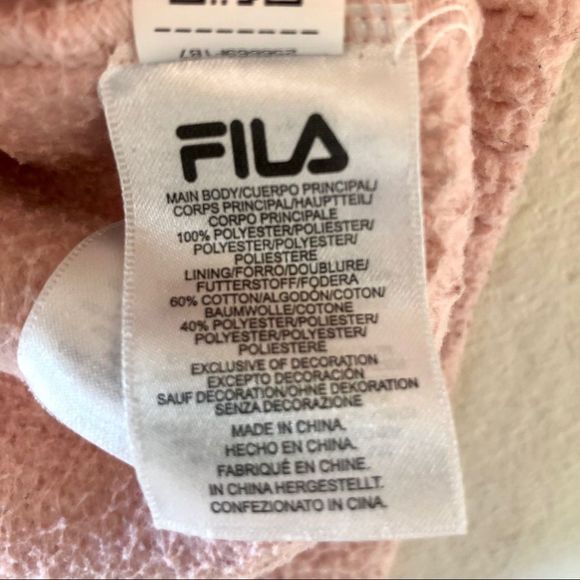 FILA
MAIN BODY/CUERPO PRINCIPAL/
CORPS PRINCIPAL/HAUPTTEIL/
CORPO PRINCIPALE
100% POLYESTER/POLIESTER/
POLYESTER/POLYESTER/
POLIESTERE
LINING/FORRO/DOUBLURE/
FUTTERSTOFF/FODERA
60% COTTON/ALGODÓN/COTON/
BAUMWOLLE/COTONE
40% POLYESTER/POLIESTER/
POLYESTER/POLYESTER/
POLIESTERE
EXCLUSIVE OF DECORATION
EXCEPTO DECORACIÓN
SAUF DECORATION/OHNE DEKORATION
SENZA DECORAZIONE
MADE IN CHINA.
HECHO EN CHINA.
FABRIQUÉ EN CHINE.
IN CHINA HERGESTELLT.
CONFEZIONATO IN CINA.